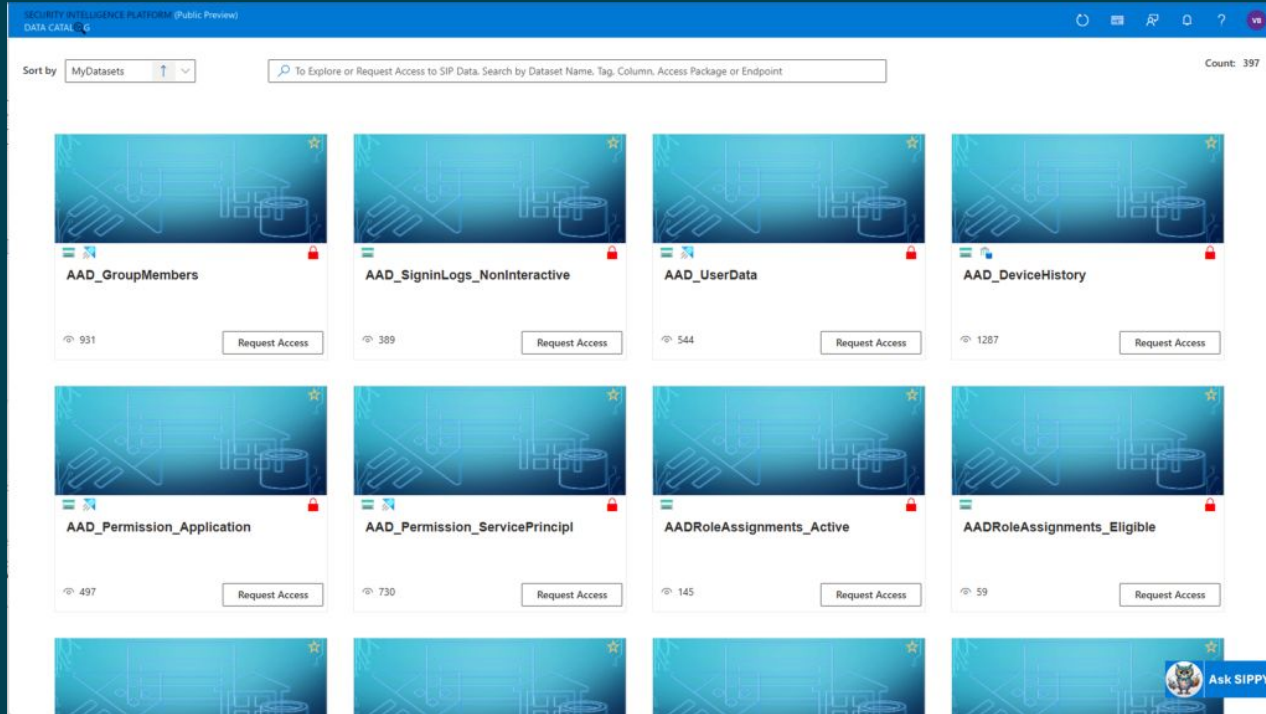 SECURITY INTELLIGENCE PLATFORM (Public Preview)
DATA CATAL G
?
VB
Sort by
MyDatasets
To Explore or Request Access to SIP Data. Search by Dataset Name, Tag, Column, Access Package or Endpoint
Count: 397
AAD_GroupMembers
AAD_SigninLogs_NonInteractive
AAD_UserData
AAD_DeviceHistory
931
Request Access
389
Request Access
544
Request Access
1287
Request Access
AAD_Permission_Application
AAD_Permission_ServicePrincipl
AADRoleAssignments_Active
AADRoleAssignments_Eligible
497
Request Access
730
Request Access
145
Request Access
59
Request Access
Ask SIPPY